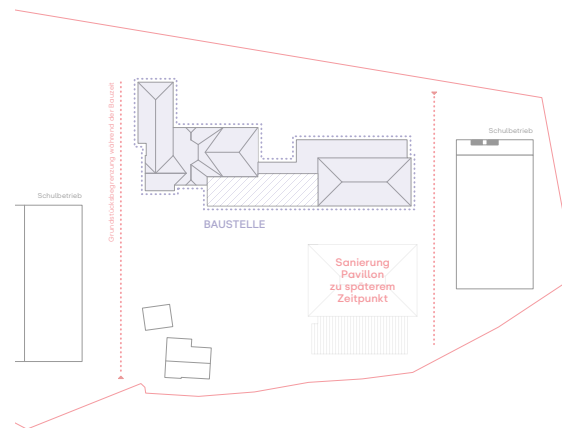 Schulbetrieb
Grundstücksbegrenzung während der Bauzeit
Schulbetrieb
BAUSTELLE
Sanierung
Pavillon
zu späterem
Zeitpunkt